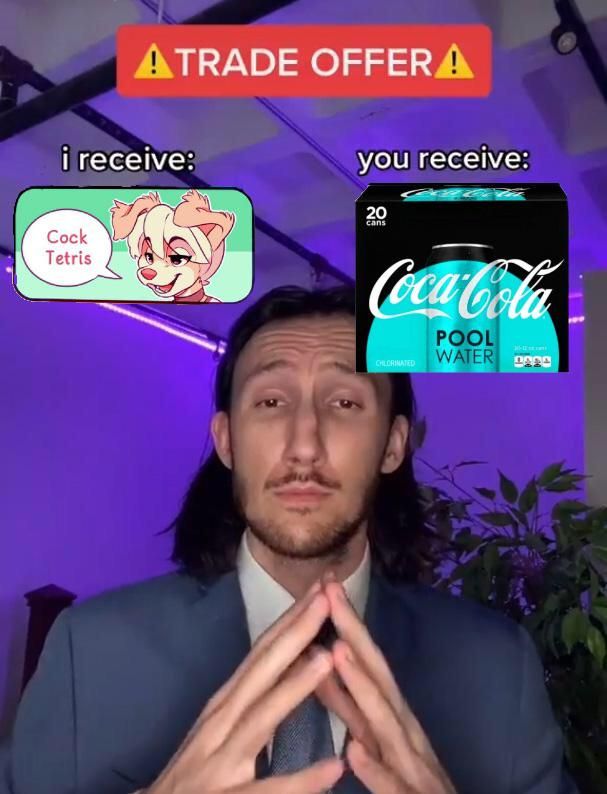 ⚠️TRADE OFFER⚠️
i receive:
you receive:
Cock
Tetris
Coca-Cola
20
cans
Coca-Cola
POOL
WATER
CHLORINATED